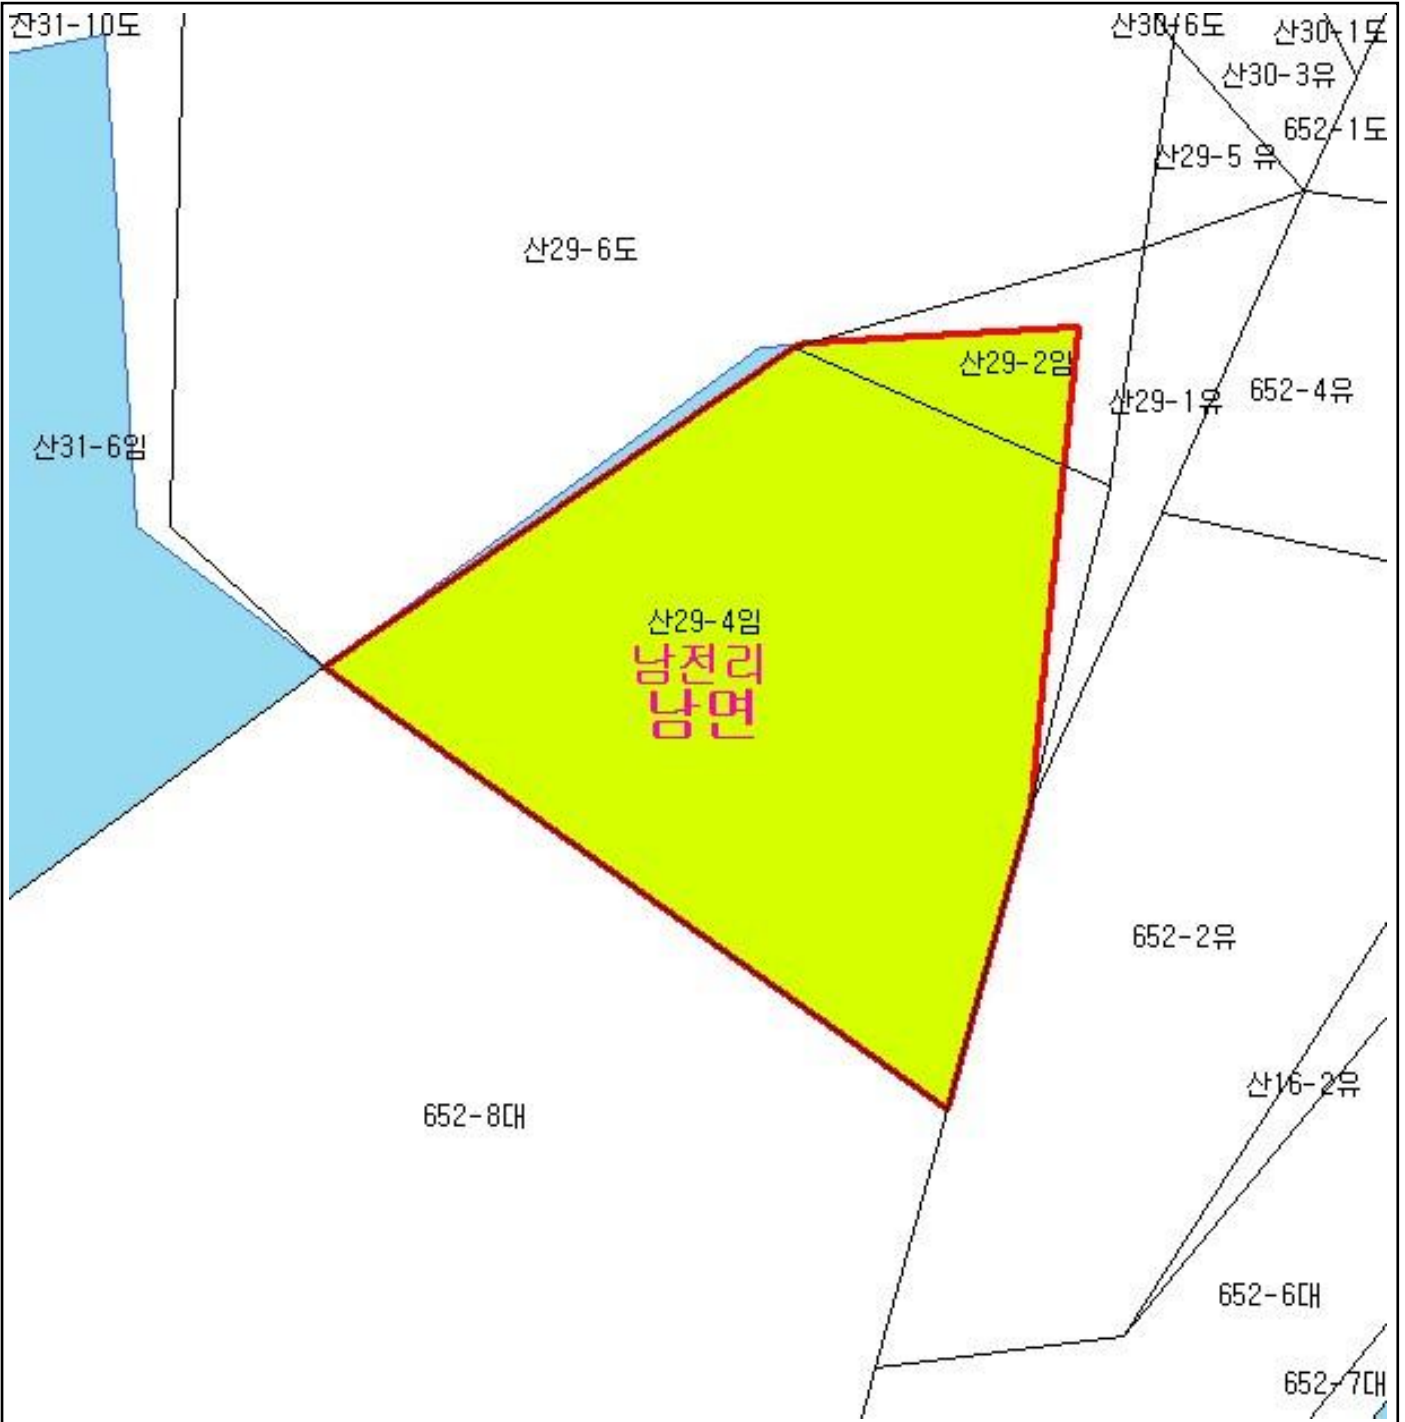 산31-10도
산30-6도
산30-1도
산30-3유
652-1도
산29-5 유
산29-6도
산29-2임
652-4유
산29-1유
산31-6임
산29-4임
남전리
남면
652-2유
산16-2유
652-8대
652-6대
652-7대